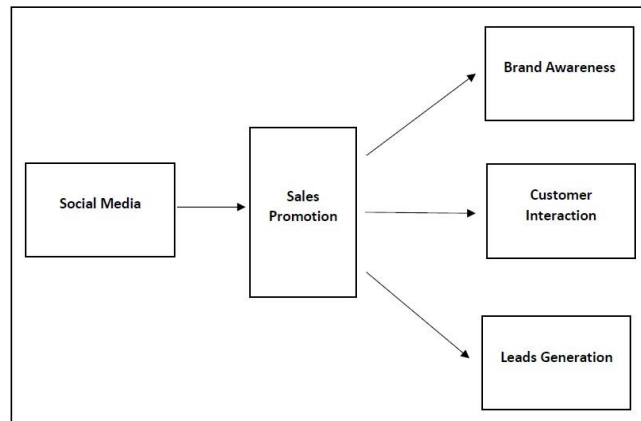 Social Media
Sales
Promotion
Brand Awareness
Customer
Interaction
Leads Generation